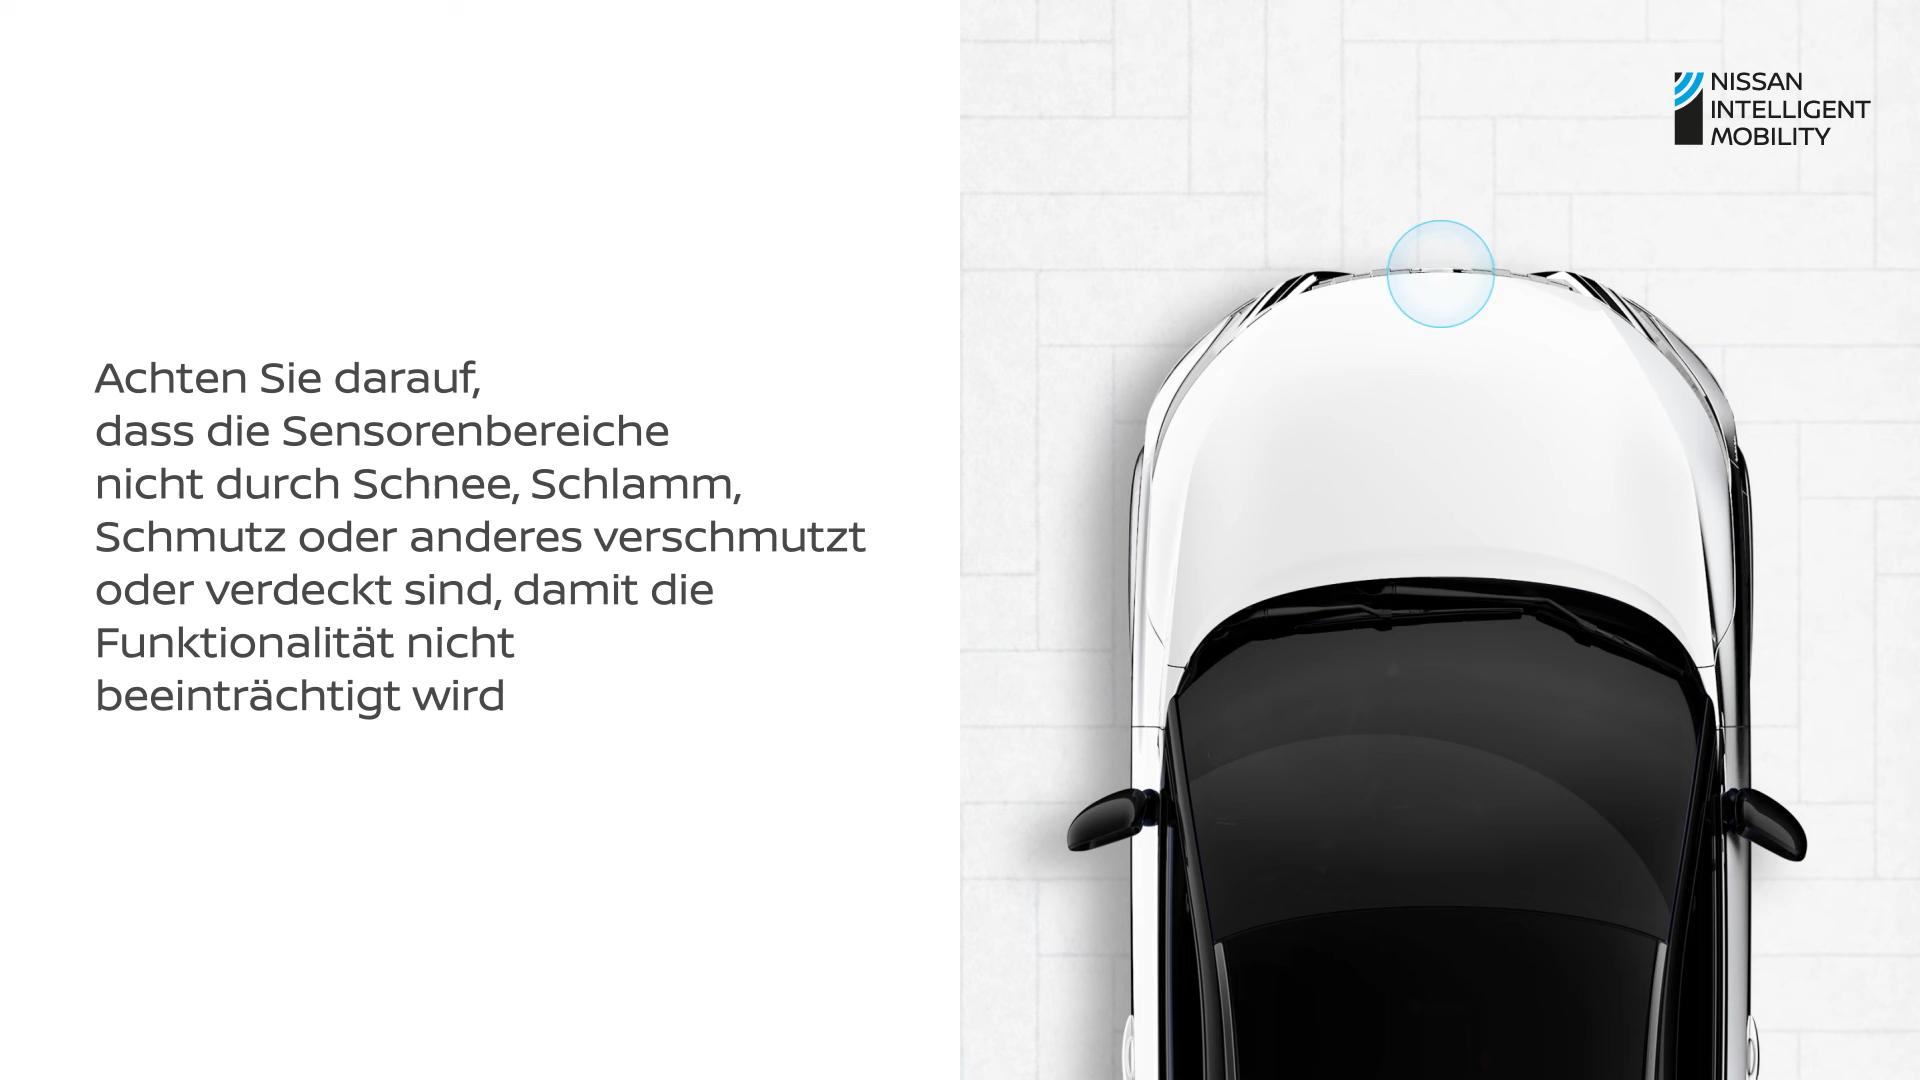 Achten Sie darauf,
dass die Sensorenbereiche
nicht durch Schnee, Schlamm,
Schmutz oder anderes verschmutzt
oder verdeckt sind, damit die
Funktionalität nicht
beeinträchtigt wird
NISSAN
INTELLIGENT
MOBILITY